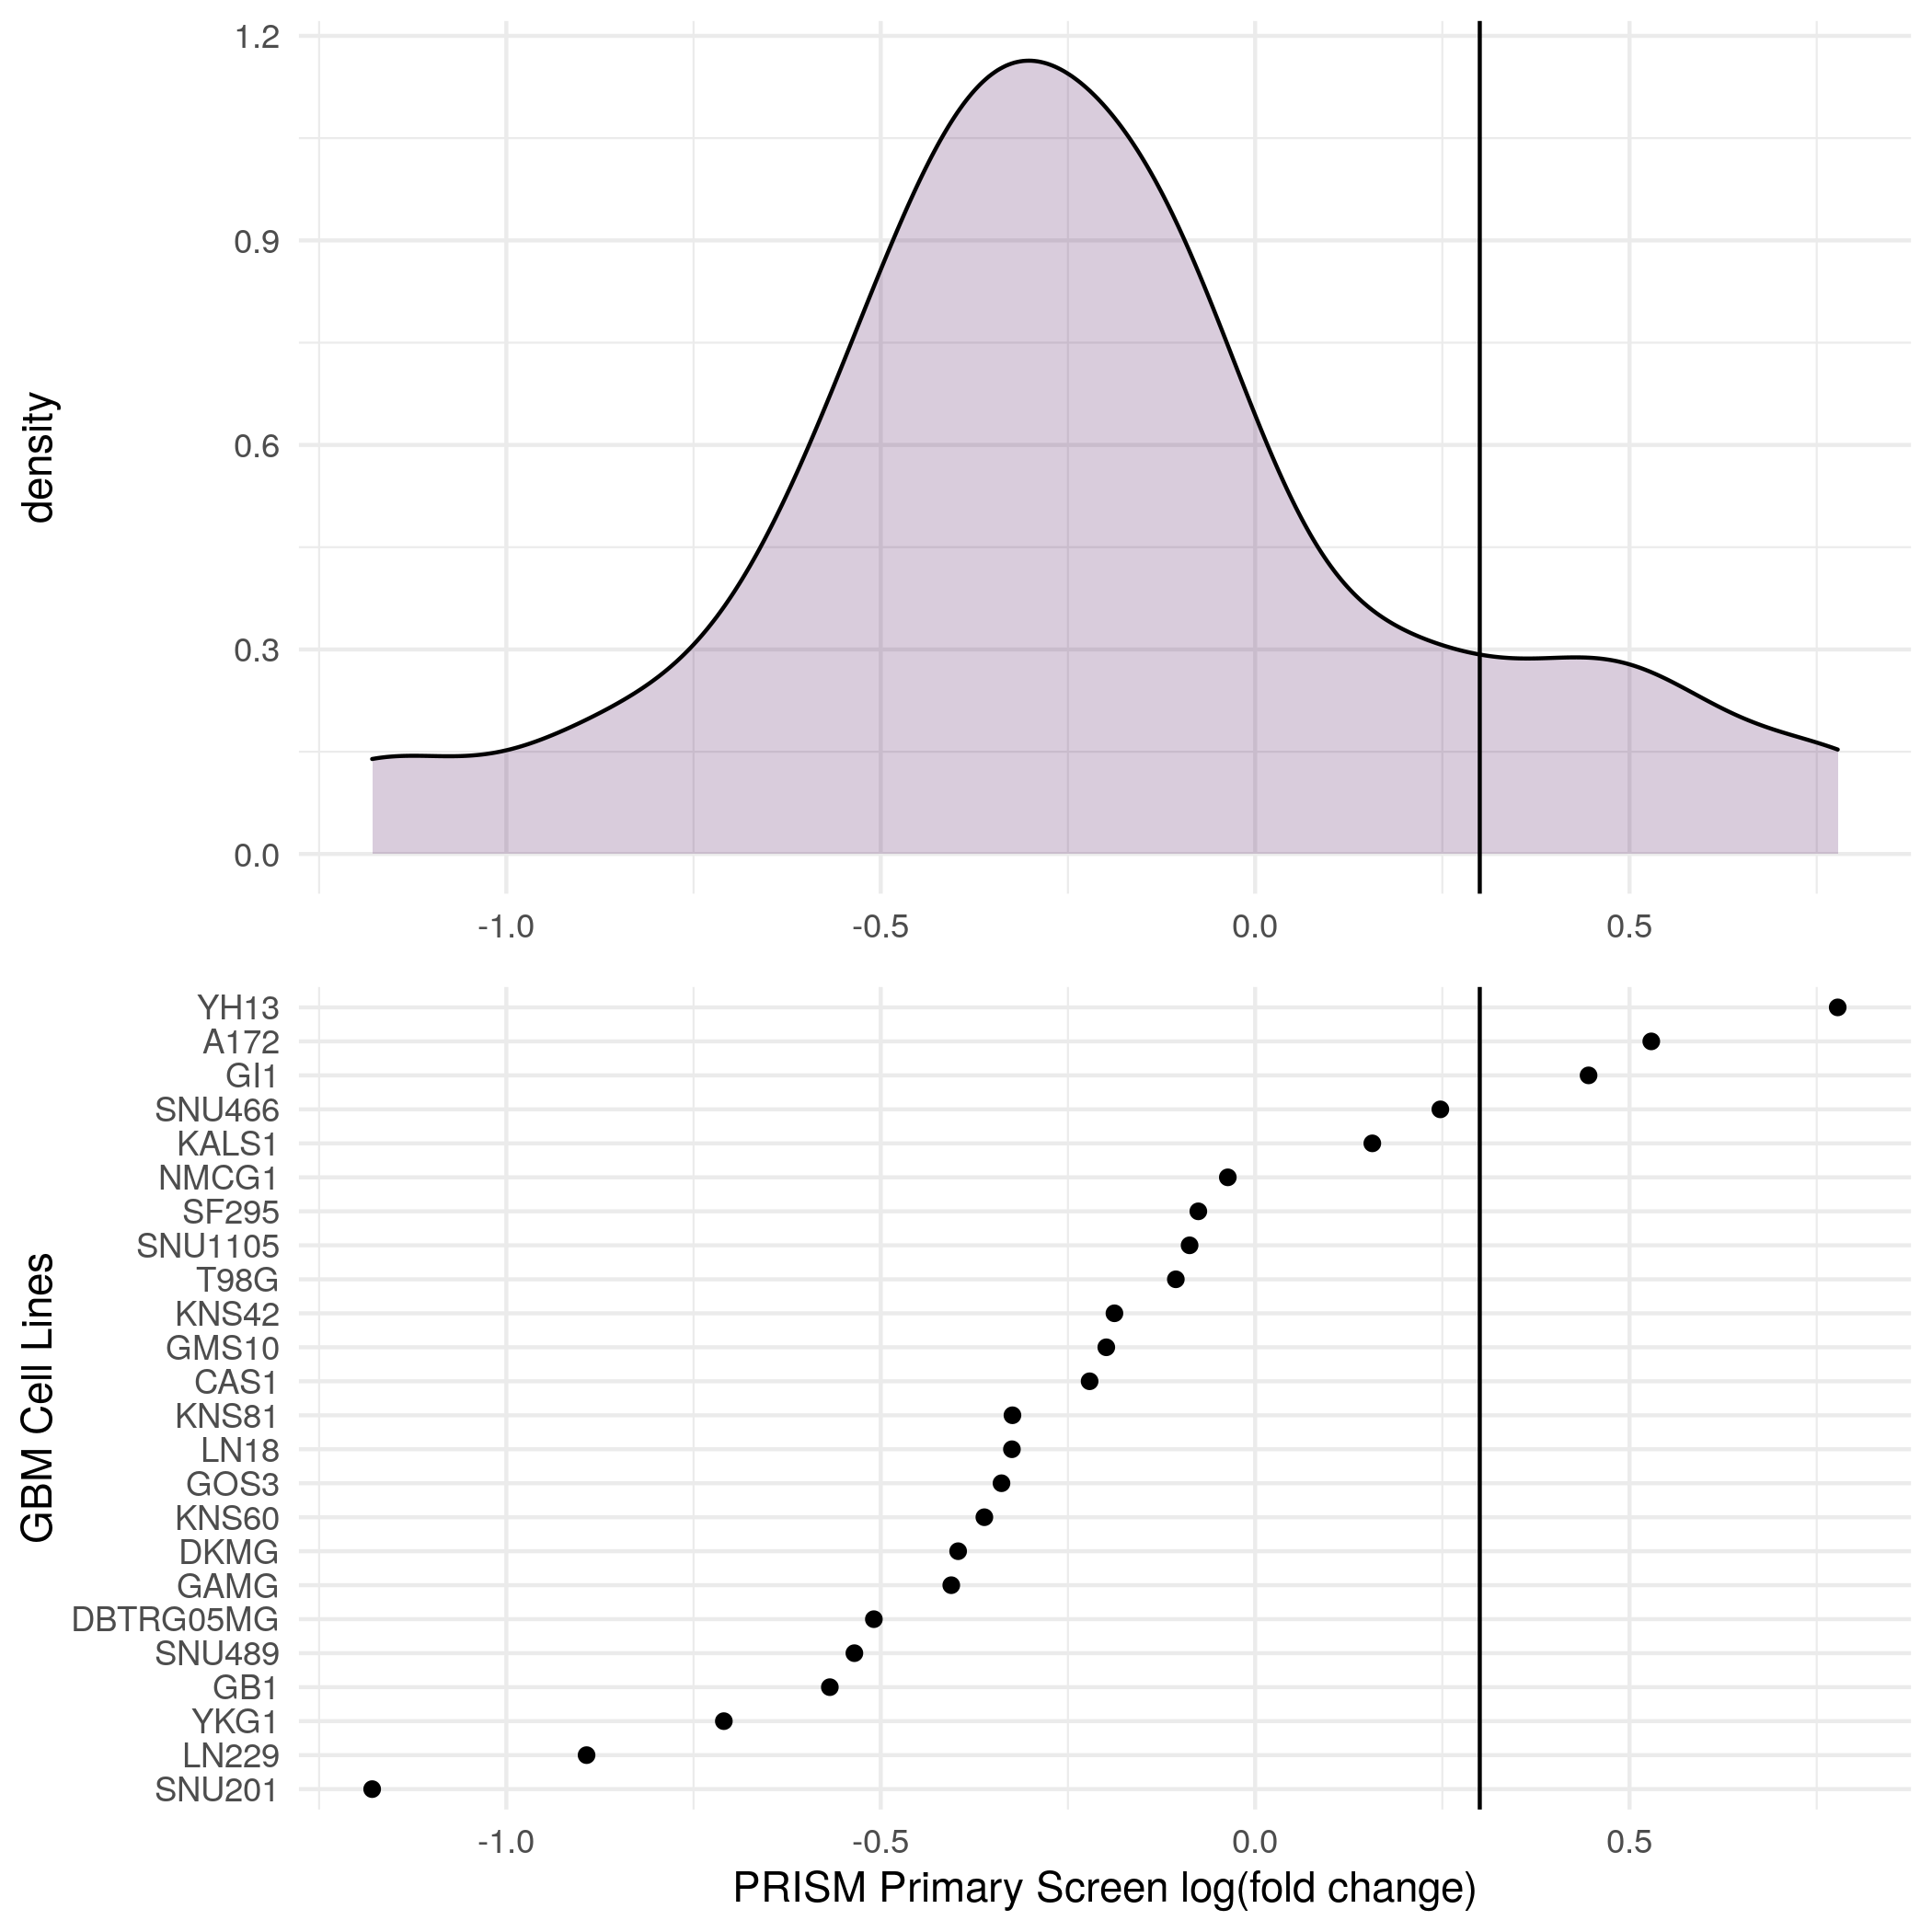 1.2
0.9
0.6
0.3
0.0
density
-1.0 -0.5 0.0 0.5
YH13
A172
GI1
SNU466
KALS1
NMCG1
SF295
SNU1105
T98G
KNS42
GMS10
CAS1
KNS81
LN18
GOS3
KNS60
DKMG
GAMG
DBTRG05MG
SNU489
GB1
YKG1
LN229
SNU201
GBM Cell Lines
-1.0 -0.5 0.0 0.5
PRISM Primary Screen log(fold change)